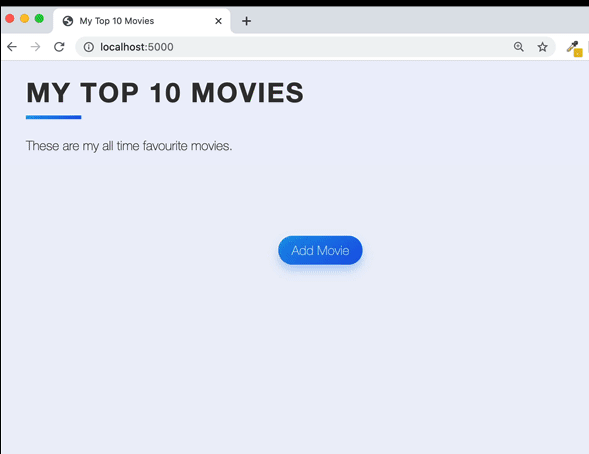 My Top 10 Movies
localhost:5000
MY TOP 10 MOVIES
These are my all time favourite movies.
Add Movie